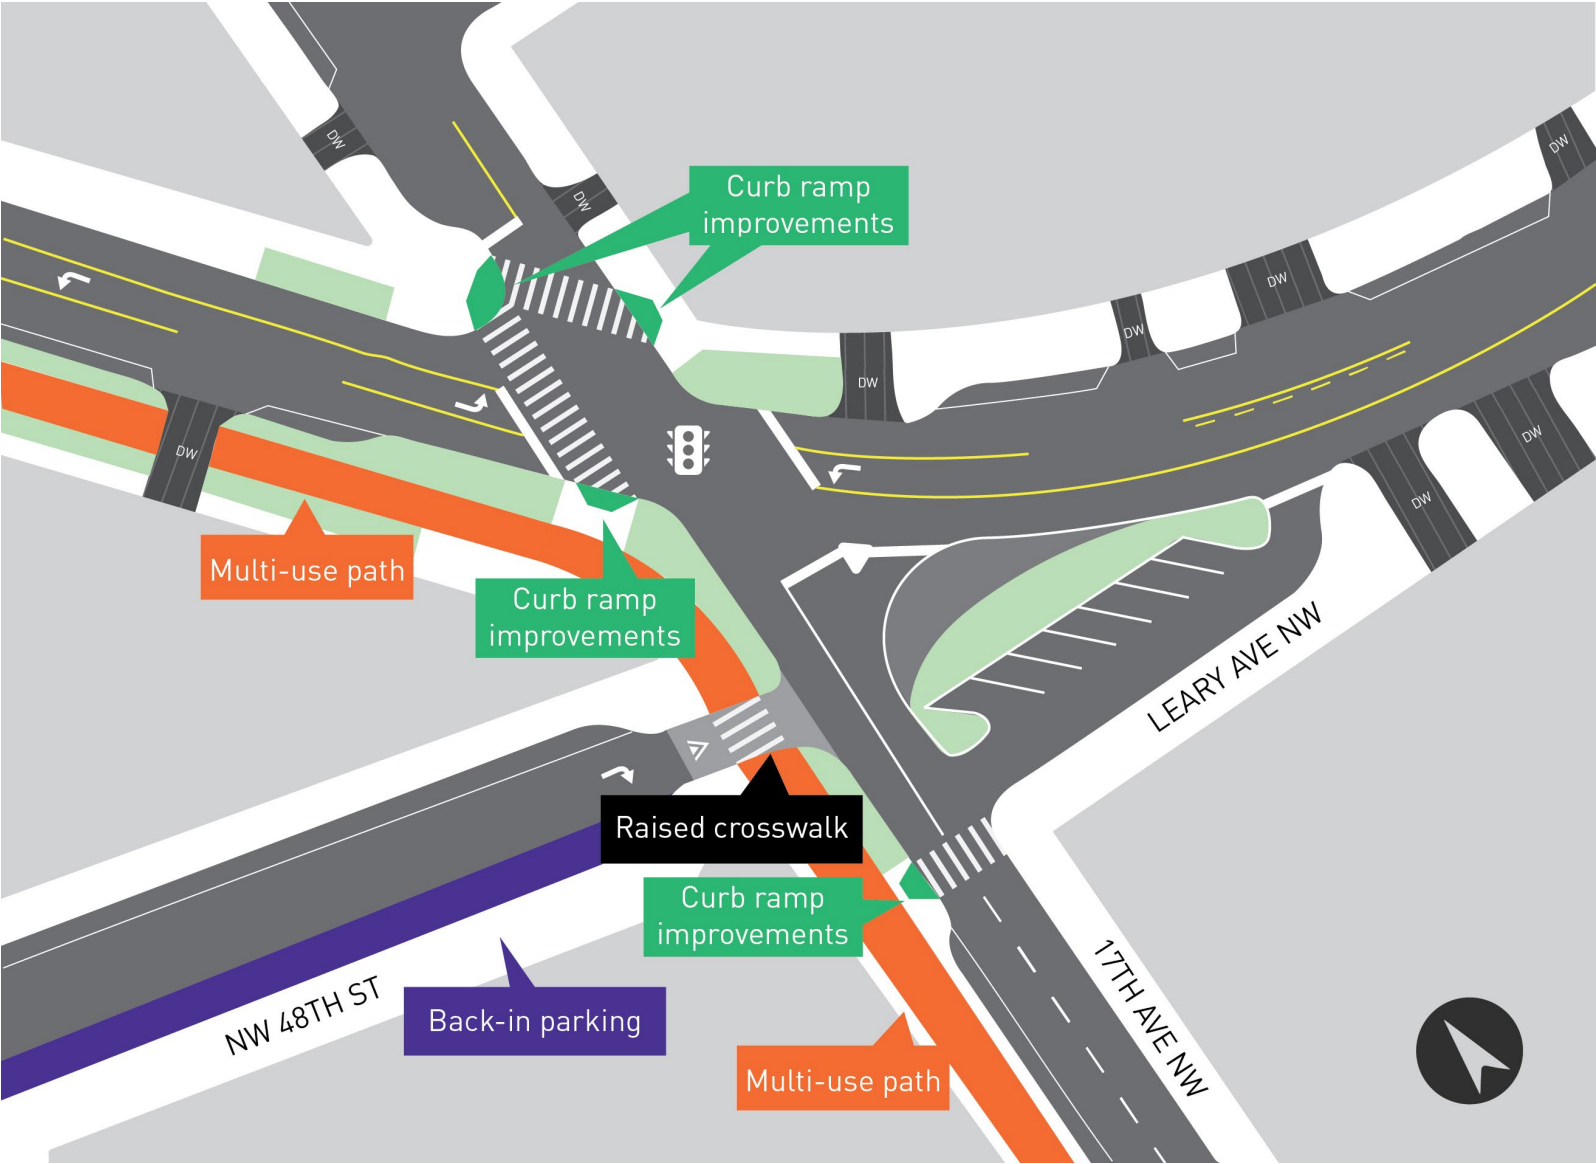 DW
DW
DW
Curb ramp
improvements
DW
DW
DW
DW
DW
DW
DW
Multi-use path
Curb ramp
improvements
LEARY AVE NW
Raised crosswalk
Curb ramp
improvements
17TH AVE NW
NW 48TH ST
Back-in parking
Multi-use path